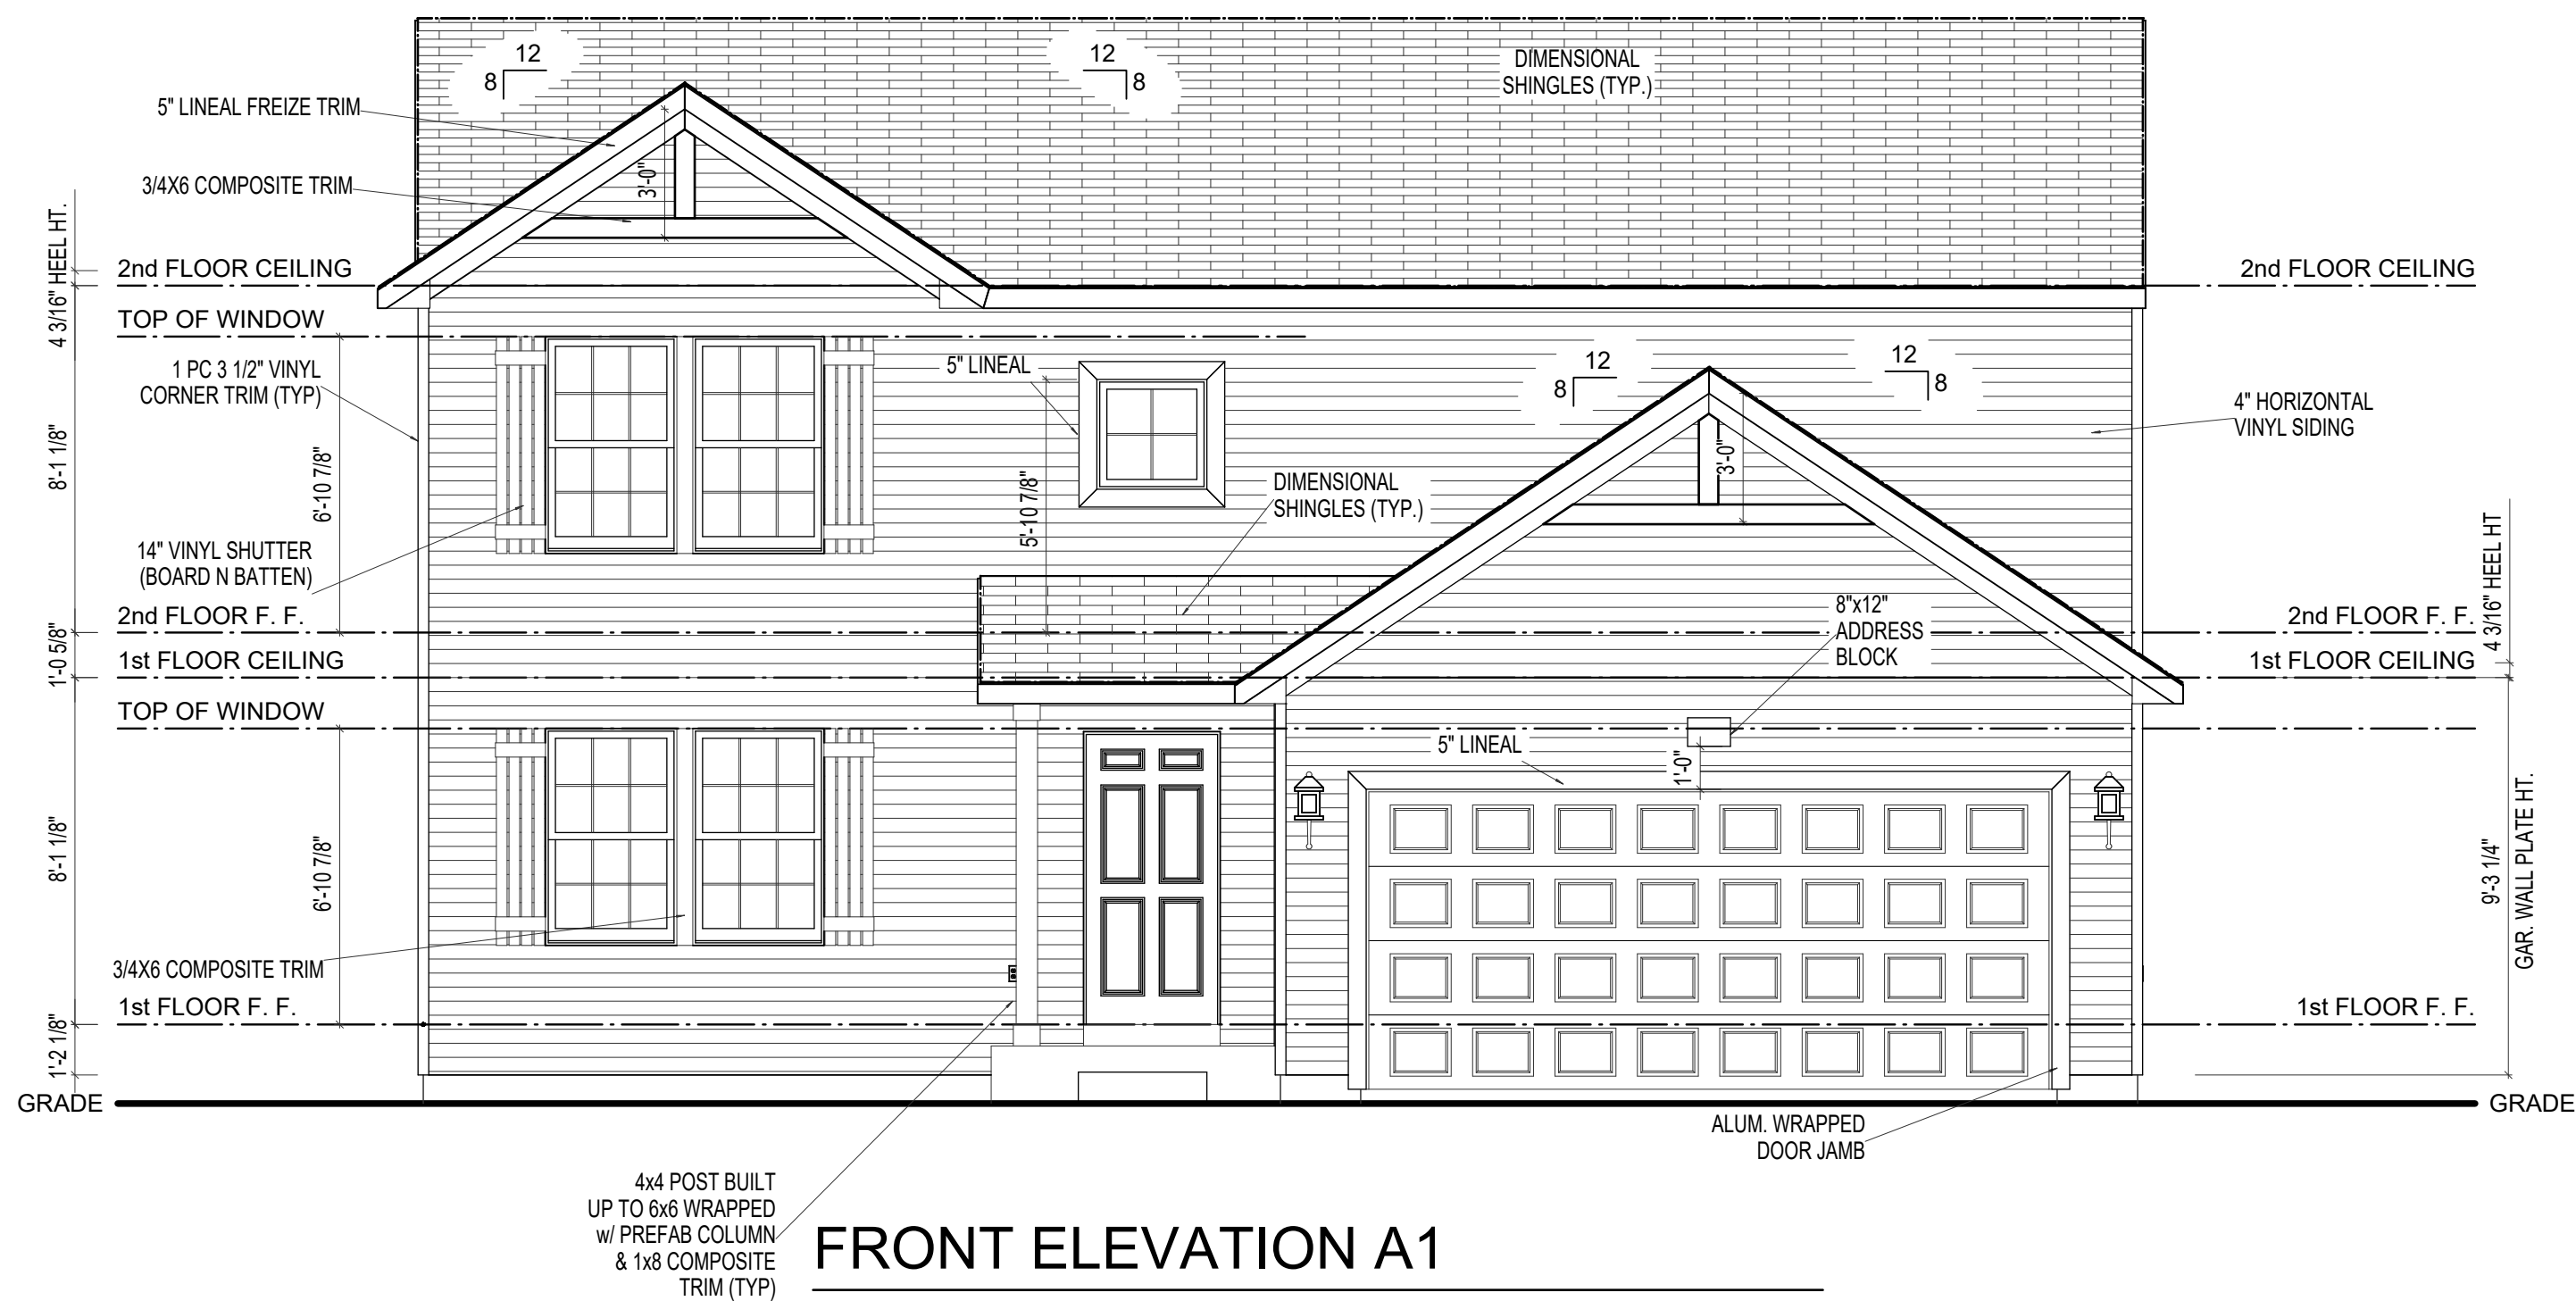 12
8
12
8
DIMENSIONAL
SHINGLES (TYP.)
5" LINEAL FREIZE TRIM
3/4X6 COMPOSITE TRIM
3'-0"
4 3/16" HEEL HT.
2nd FLOOR CEILING
2nd FLOOR CEILING
TOP OF WINDOW
1 PC 3 1/2" VINYL
CORNER TRIM (TYP)
5" LINEAL
12
8
12
8
4" HORIZONTAL
VINYL SIDING
8'-1 1/8"
6'-10 7/8"
5'-10 7/8"
DIMENSIONAL
SHINGLES (TYP.)
3'-0"
14" VINYL SHUTTER
(BOARD N BATTEN)
4 3/16" HEEL HT
2nd FLOOR F. F.
8"x12"
ADDRESS
BLOCK
2nd FLOOR F. F.
1'-0 5/8"
1st FLOOR CEILING
1st FLOOR CEILING
TOP OF WINDOW
5" LINEAL
1'-0"
8'-1 1/8"
6'-10 7/8"
9'-3 1/4"
GAR. WALL PLATE HT.
3/4X6 COMPOSITE TRIM
1st FLOOR F. F.
1st FLOOR F. F.
1'-2 1/8"
GRADE
GRADE
ALUM. WRAPPED
DOOR JAMB
4x4 POST BUILT
UP TO 6x6 WRAPPED
w/ PREFAB COLUMN
& 1x8 COMPOSITE
TRIM (TYP)
FRONT ELEVATION A1